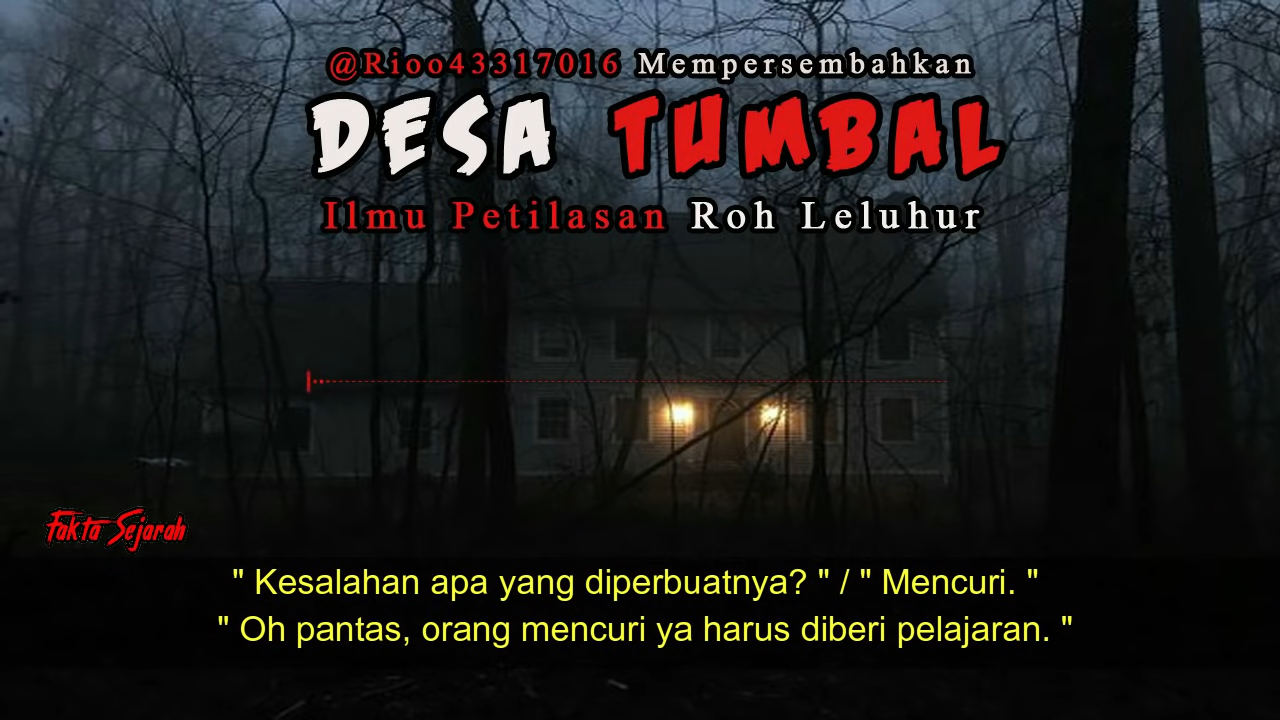 @Rioo43317016 Mempersembahkan
DESA TUMBAL
Ilmu Petilasan Roh Leluhur
Fakta Sejarah
" Kesalahan apa yang diperbuatnya? " / " Mencuri. "
" Oh pantas, orang mencuri ya harus diberi pelajaran. "